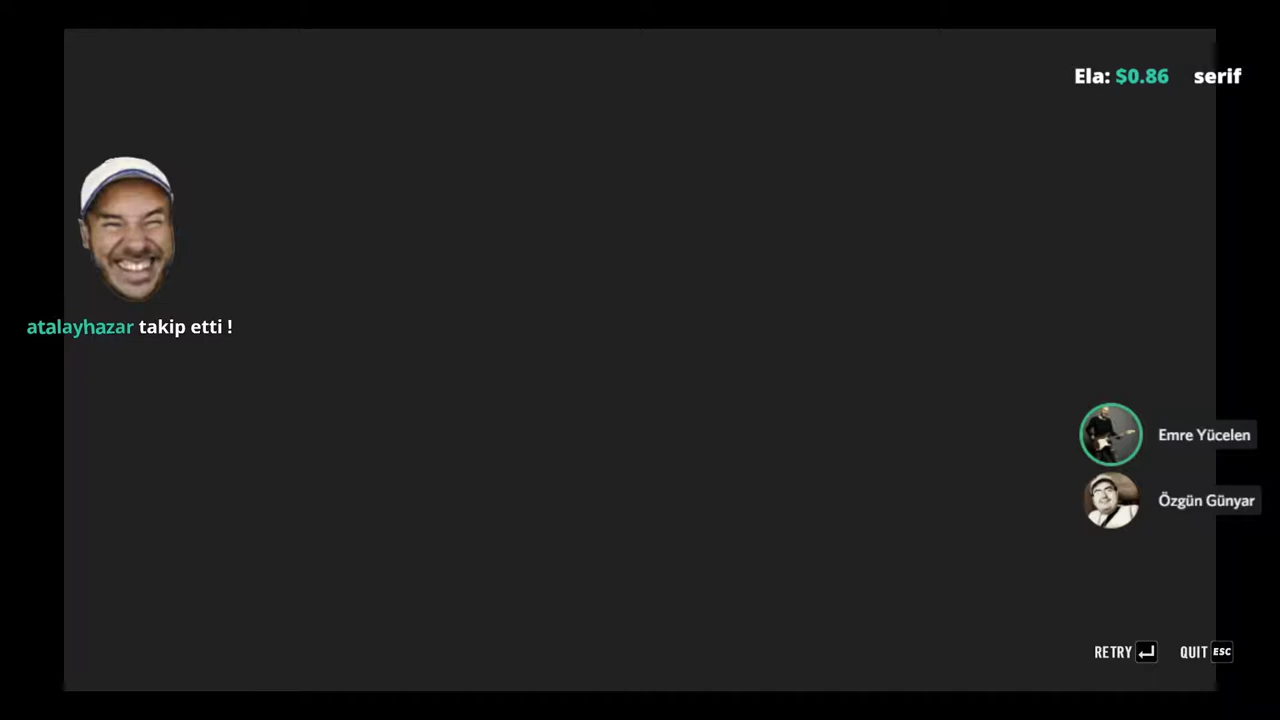 Ela: $0.86 serif
atalayhazar takip etti !
Emre Yücelen
Özgün Günyar
RETRY QUIT ESC